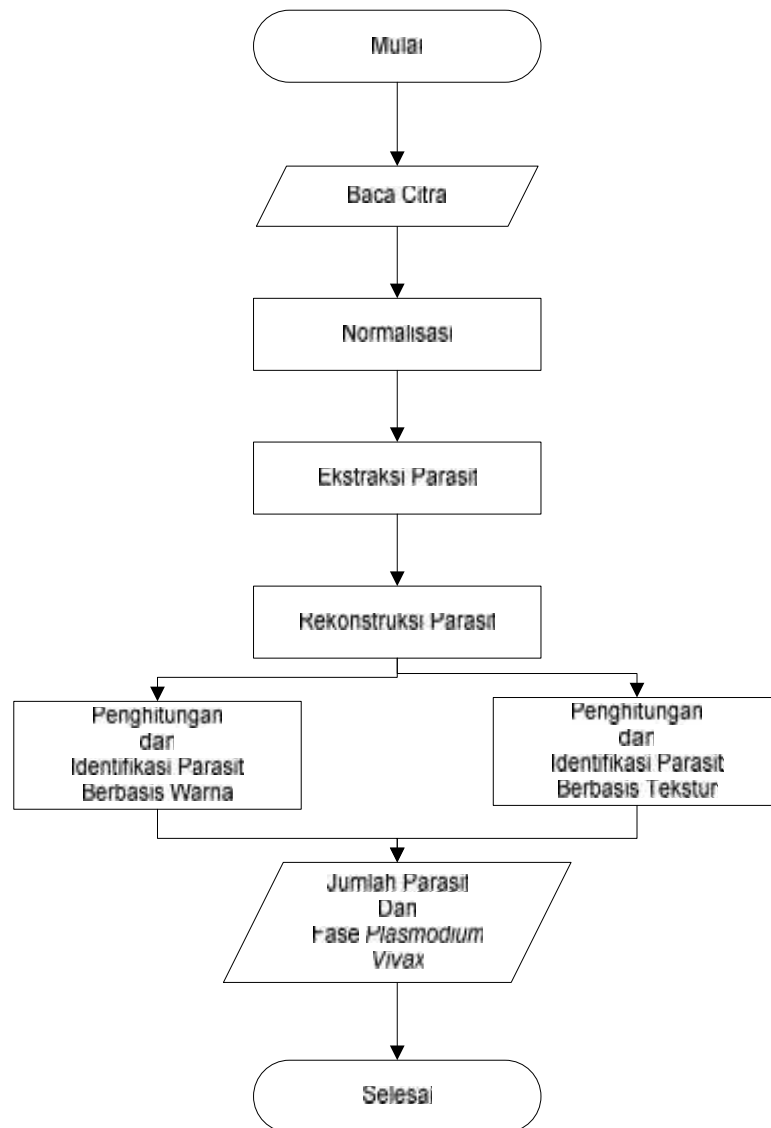 Mulai
Baca Citra
Normalisasi
Ekstraksi Parasit
Rekonstruksi Parasit
Penghitungan
dan
Identifikasi Parasit
Berbasis Warna
Penghitungan
dan
Identifikasi Parasit
Berbasis Tekstur
Jumlah Parasit
Dan
Fase Plasmodium
Vivax
Selesai